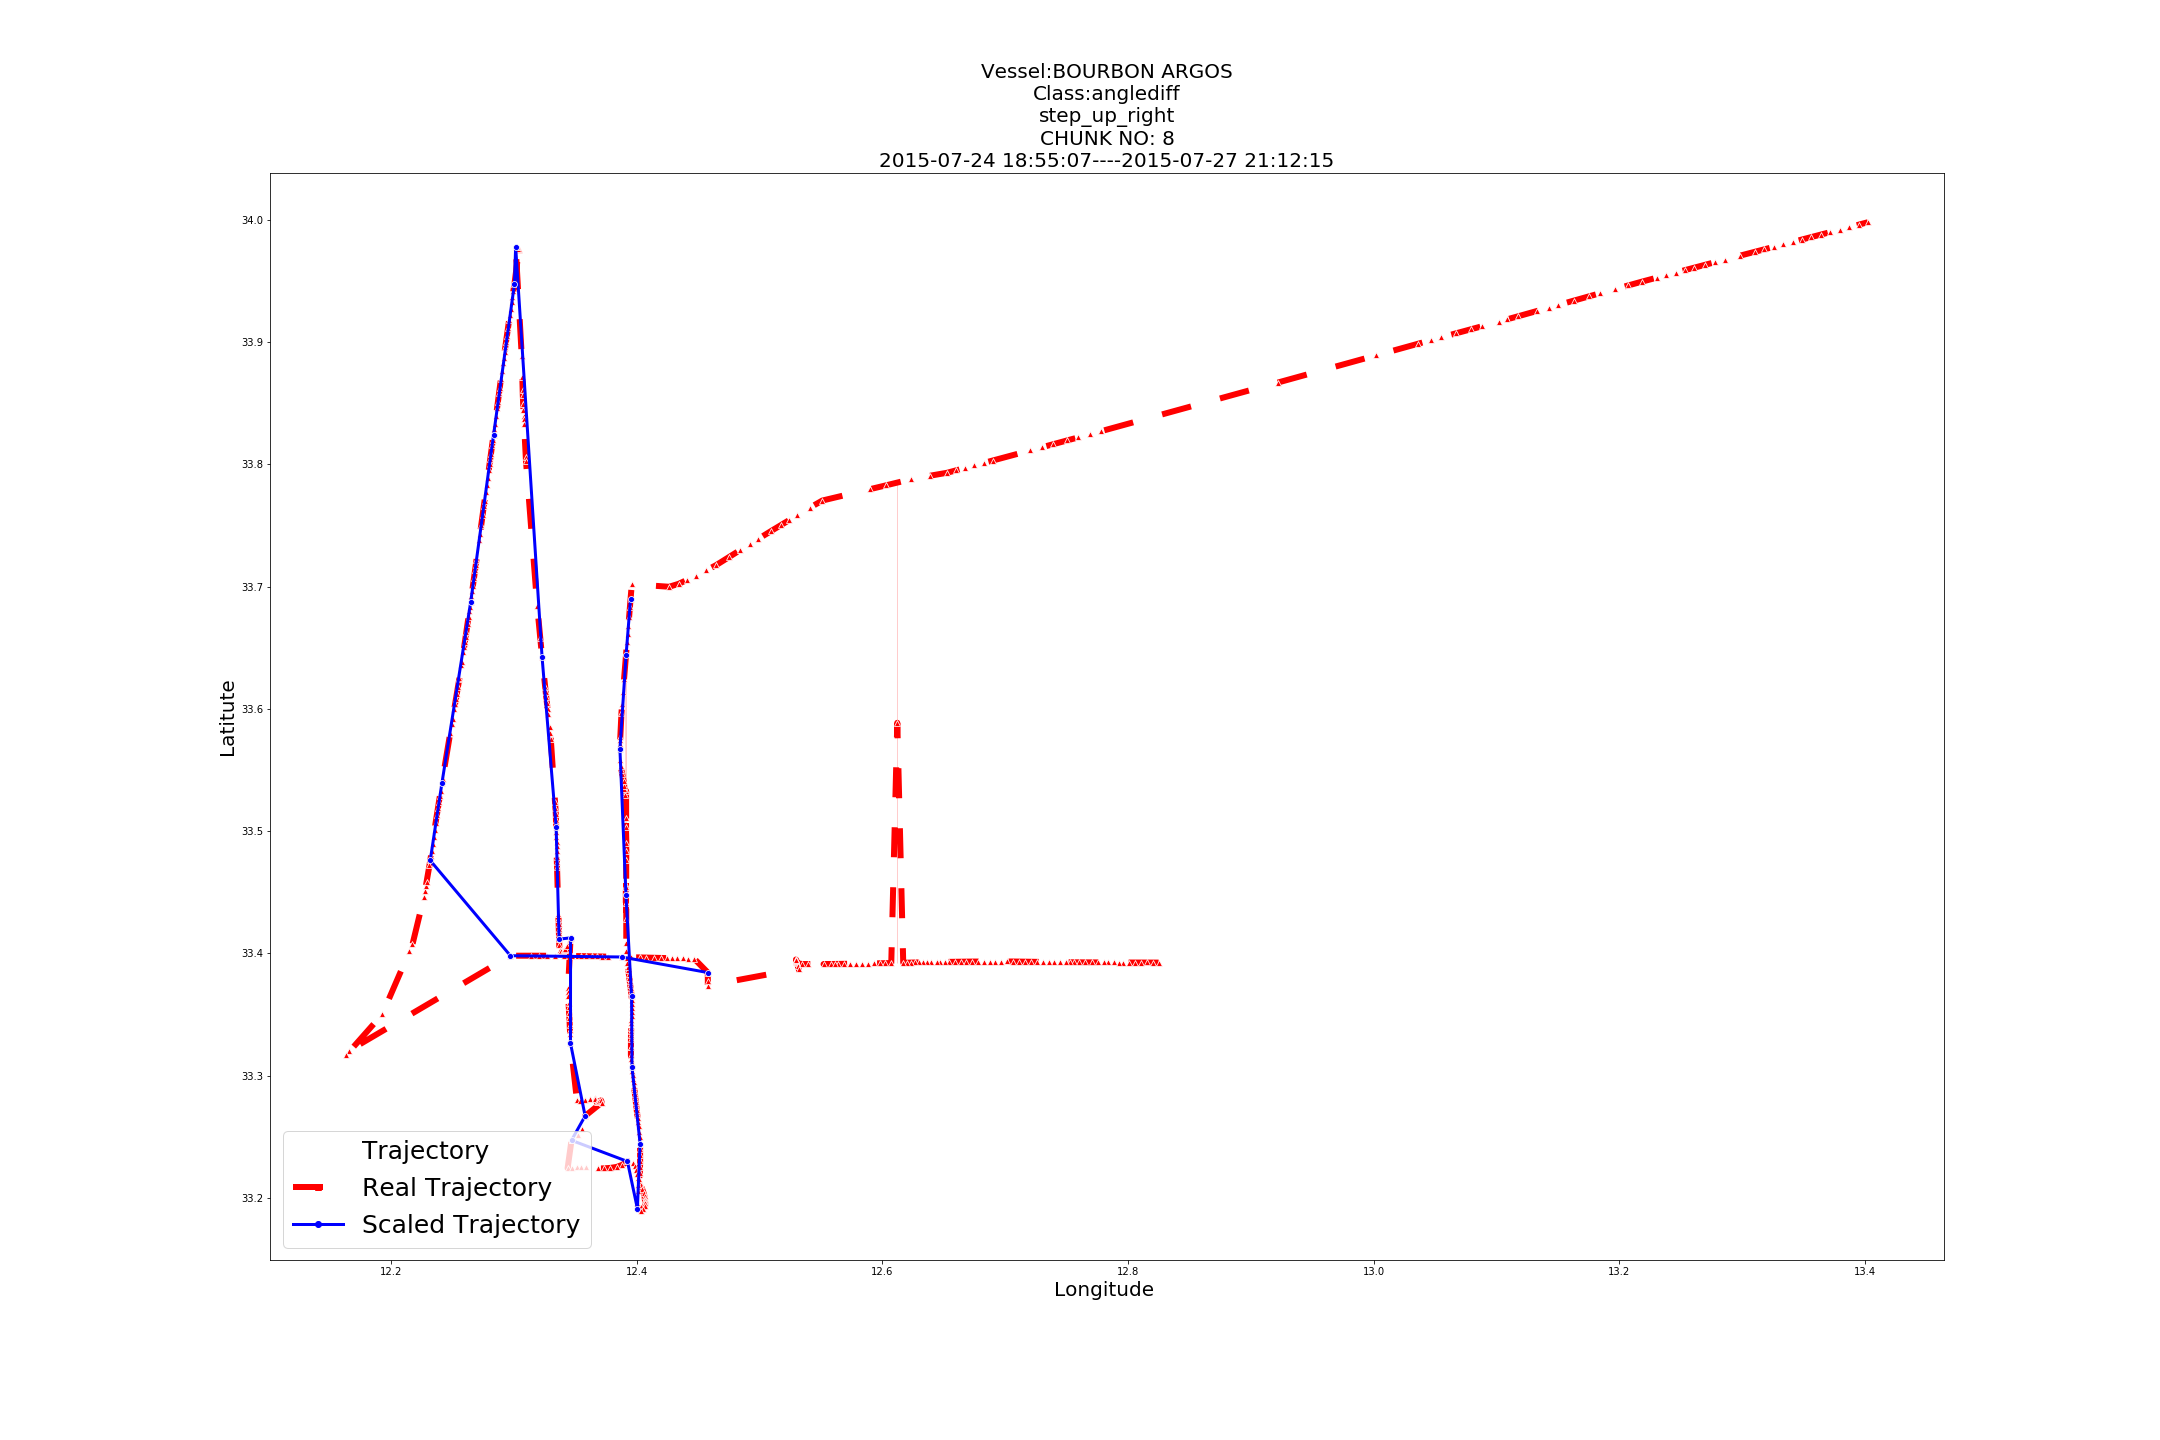 Vessel:BOURBON ARGOS
Class:anglediff
step_up_right
CHUNK NO: 8
2015-07-24 18:55:07----2015-07-27 21:12:15
34.0
33.9
33.8
33.7
33.6
33.5
33.4
33.3
33.2
Latitute
Trajectory
Real Trajectory
Scaled Trajectory
12.2
12.4
12.6
12.8
13.0
13.2
13.4
Longitude